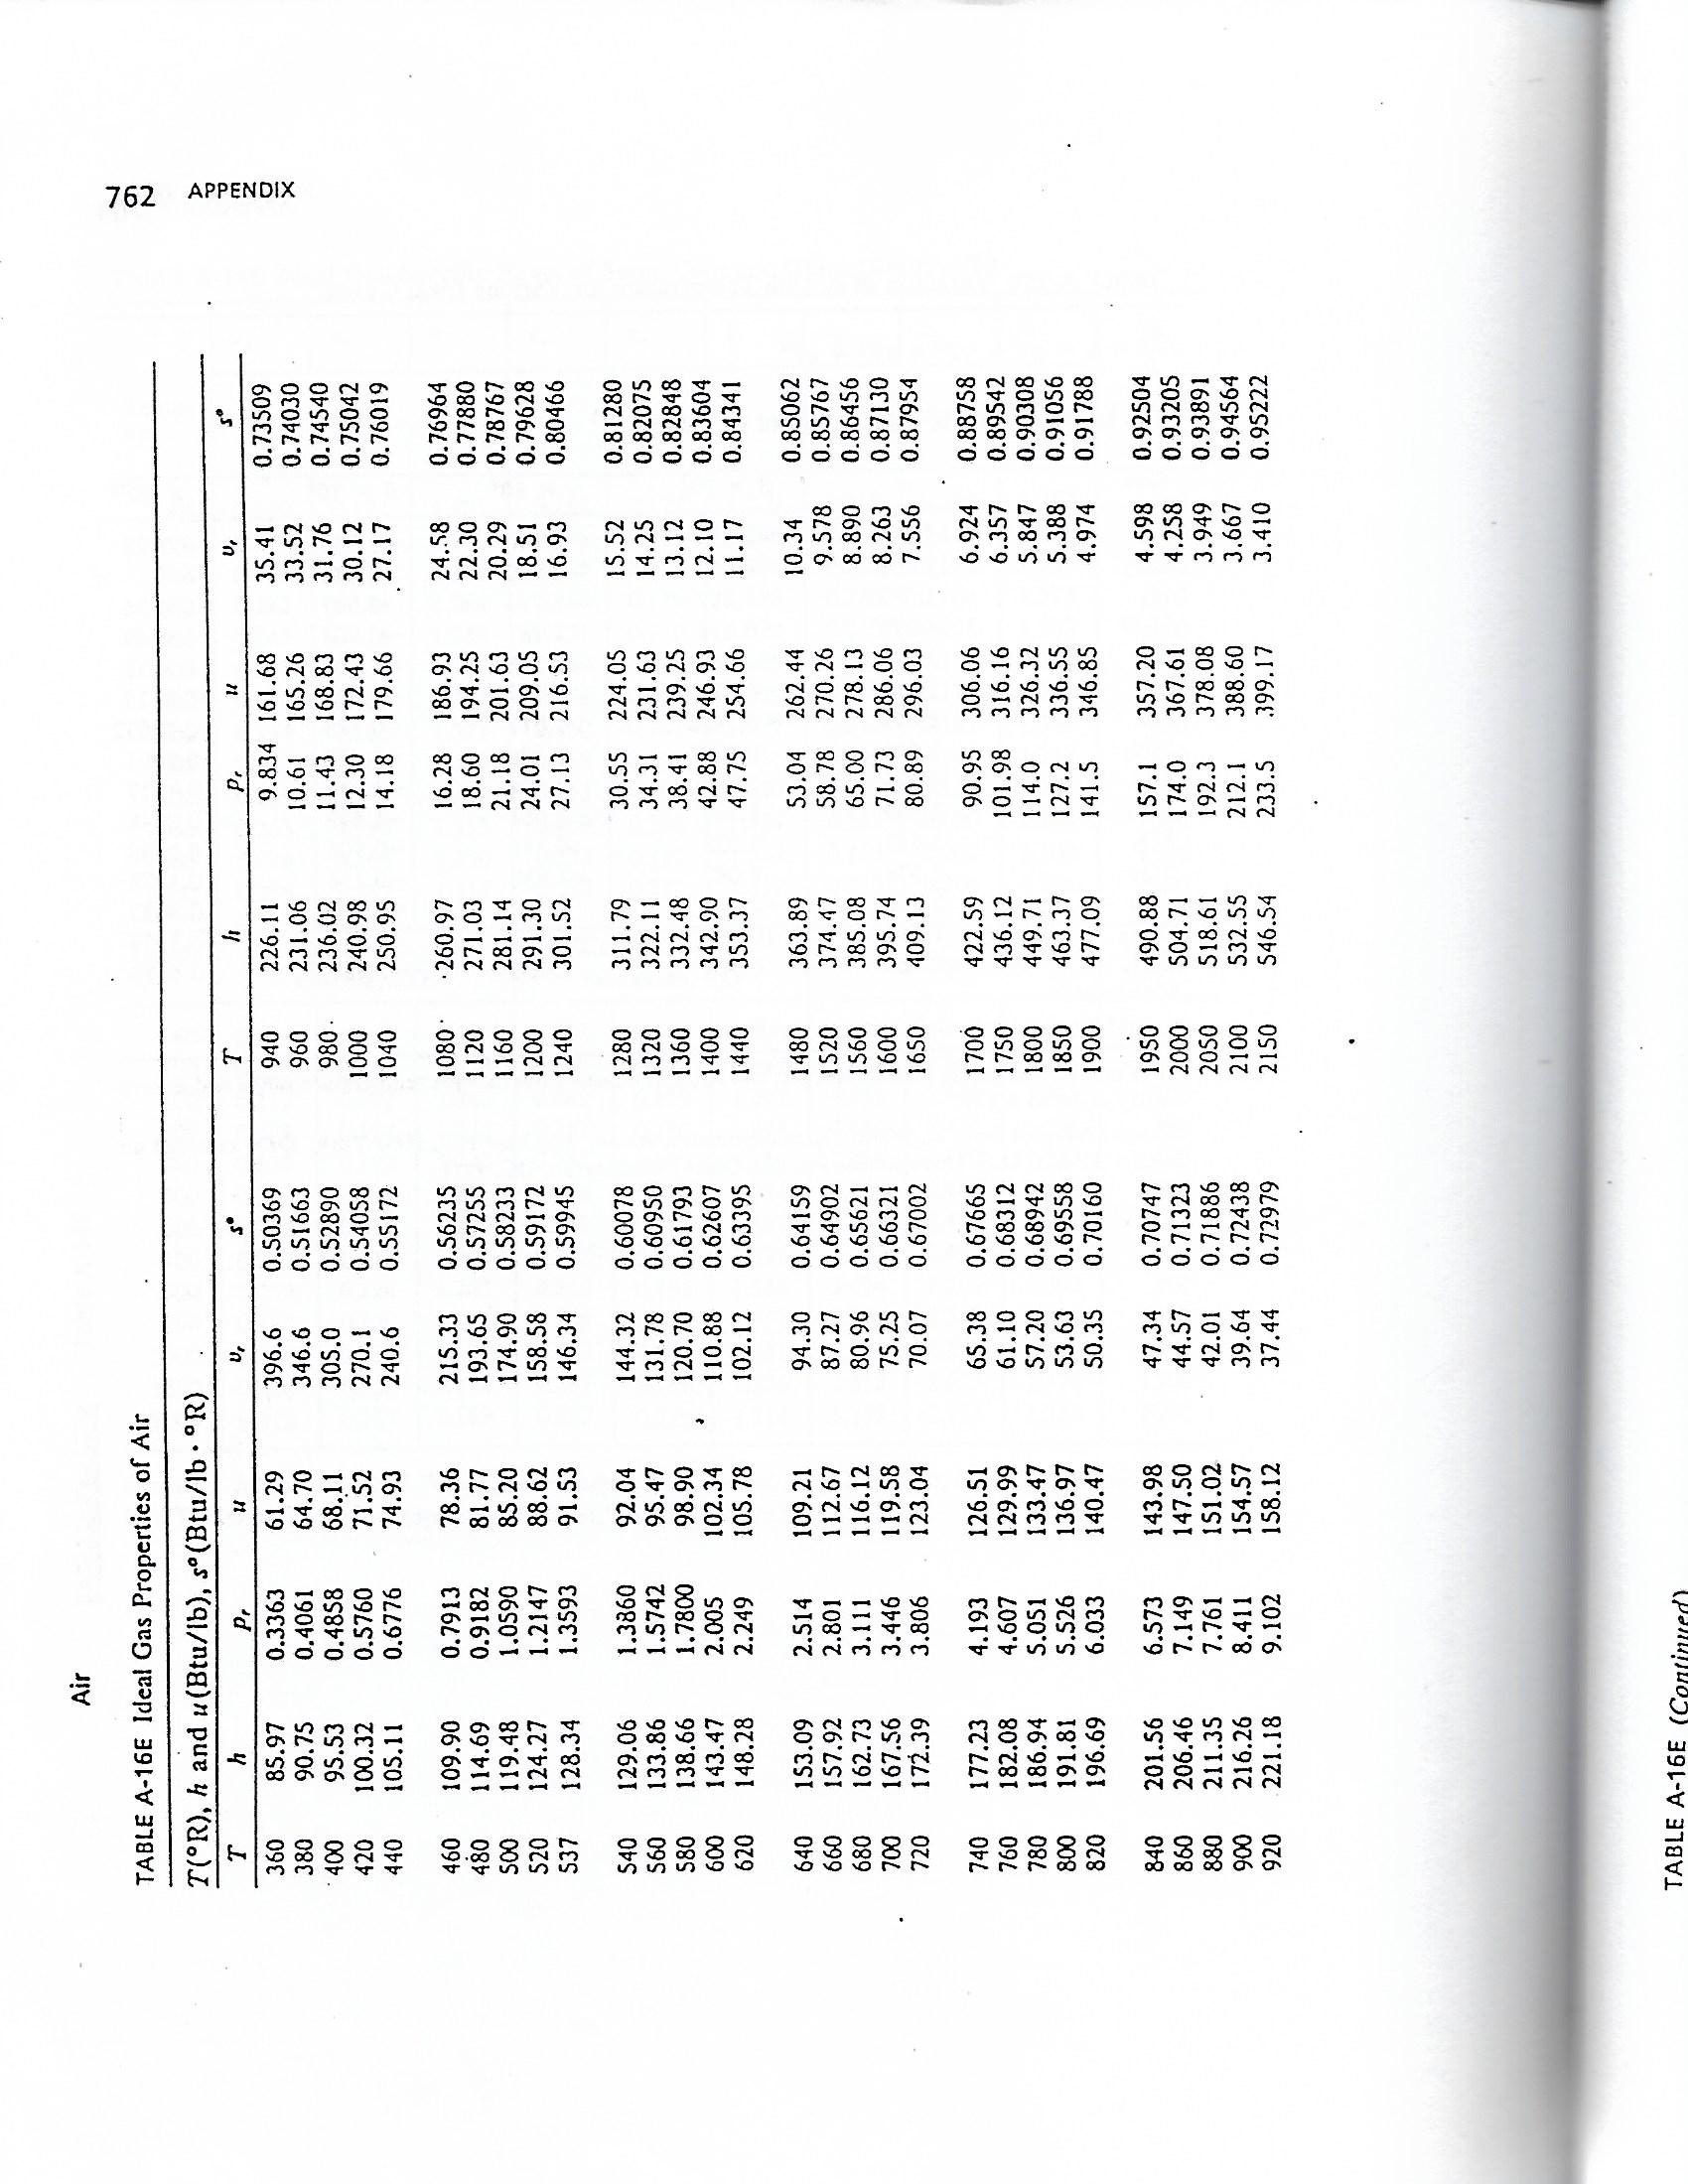 762 APPENDIX
Air
TABLE A-16E Ideal Gas Properties of Air
T(°R), h and u(Btu/lb), s°(Btu/lb · °R)
T h pr u vr s° T h pr u vr s°
360 85.97 0.3363 61.29 396.6 0.50369 940 226.11 9.834 161.68 35.41 0.73509
380 90.75 0.4061 64.70 346.6 0.51663 960 231.06 10.61 165.26 33.52 0.74030
400 95.53 0.4858 68.11 305.0 0.52890 980 236.02 11.43 168.83 31.76 0.74540
420 100.32 0.5760 71.52 270.1 0.54058 1000 240.98 12.30 172.43 30.12 0.75042
440 105.11 0.6776 74.93 240.6 0.55172 1040 250.95 14.18 179.66 27.17 0.76019
460 109.90 0.7913 78.36 215.33 0.56235 1080 260.97 16.28 186.93 24.58 0.76964
480 114.69 0.9182 81.77 193.65 0.57255 1120 271.03 18.60 194.25 22.30 0.77880
500 119.48 1.0590 85.20 174.90 0.58233 1160 281.14 21.18 201.63 20.29 0.78767
520 124.27 1.2147 88.62 158.58 0.59172 1200 291.30 24.01 209.05 18.51 0.79628
537 128.34 1.3593 91.53 146.34 0.59945 1240 301.52 27.13 216.53 16.93 0.80466
540 129.06 1.3860 92.04 144.32 0.60078 1280 311.79 30.55 224.05 15.52 0.81280
560 133.86 1.5742 95.47 131.78 0.60950 1320 322.11 34.31 231.63 14.25 0.82075
580 138.66 1.7800 98.90 120.70 0.61793 1360 332.48 38.41 239.25 13.12 0.82848
600 143.47 2.005 102.34 110.88 0.62607 1400 342.90 42.88 246.93 12.10 0.83604
620 148.28 2.249 105.78 102.12 0.63395 1440 353.37 47.75 254.66 11.17 0.84341
640 153.09 2.514 109.21 94.30 0.64159 1480 363.89 53.04 262.44 10.34 0.85062
660 157.92 2.801 112.67 87.27 0.64902 1520 374.47 58.78 270.26 9.578 0.85767
680 162.73 3.111 116.12 80.96 0.65621 1560 385.08 65.00 278.13 8.890 0.86456
700 167.56 3.446 119.58 75.25 0.66321 1600 395.74 71.73 286.06 8.263 0.87130
720 172.39 3.806 123.04 70.07 0.67002 1650 409.13 80.89 296.03 7.556 0.87954
740 177.23 4.193 126.51 65.38 0.67665 1700 422.59 90.95 306.06 6.924 0.88758
760 182.08 4.607 129.99 61.10 0.68312 1750 436.12 101.98 316.16 6.357 0.89542
780 186.94 5.051 133.47 57.20 0.68942 1800 449.71 114.0 326.32 5.847 0.90308
800 191.81 5.526 136.97 53.63 0.69558 1850 463.37 127.2 336.55 5.388 0.91056
820 196.69 6.033 140.47 50.35 0.70160 1900 477.09 141.5 346.85 4.974 0.91788
840 201.56 6.573 143.98 47.34 0.70747 1950 490.88 157.1 357.20 4.598 0.92504
860 206.46 7.149 147.50 44.57 0.71323 2000 504.71 174.0 367.61 4.258 0.93205
880 211.35 7.761 151.02 42.01 0.71886 2050 518.61 192.3 378.08 3.949 0.93891
900 216.26 8.411 154.57 39.64 0.72438 2100 532.55 212.1 388.60 3.667 0.94564
920 221.18 9.102 158.12 37.44 0.72979 2150 546.54 233.5 399.17 3.410 0.95222
TABLE A-16E (Continued)